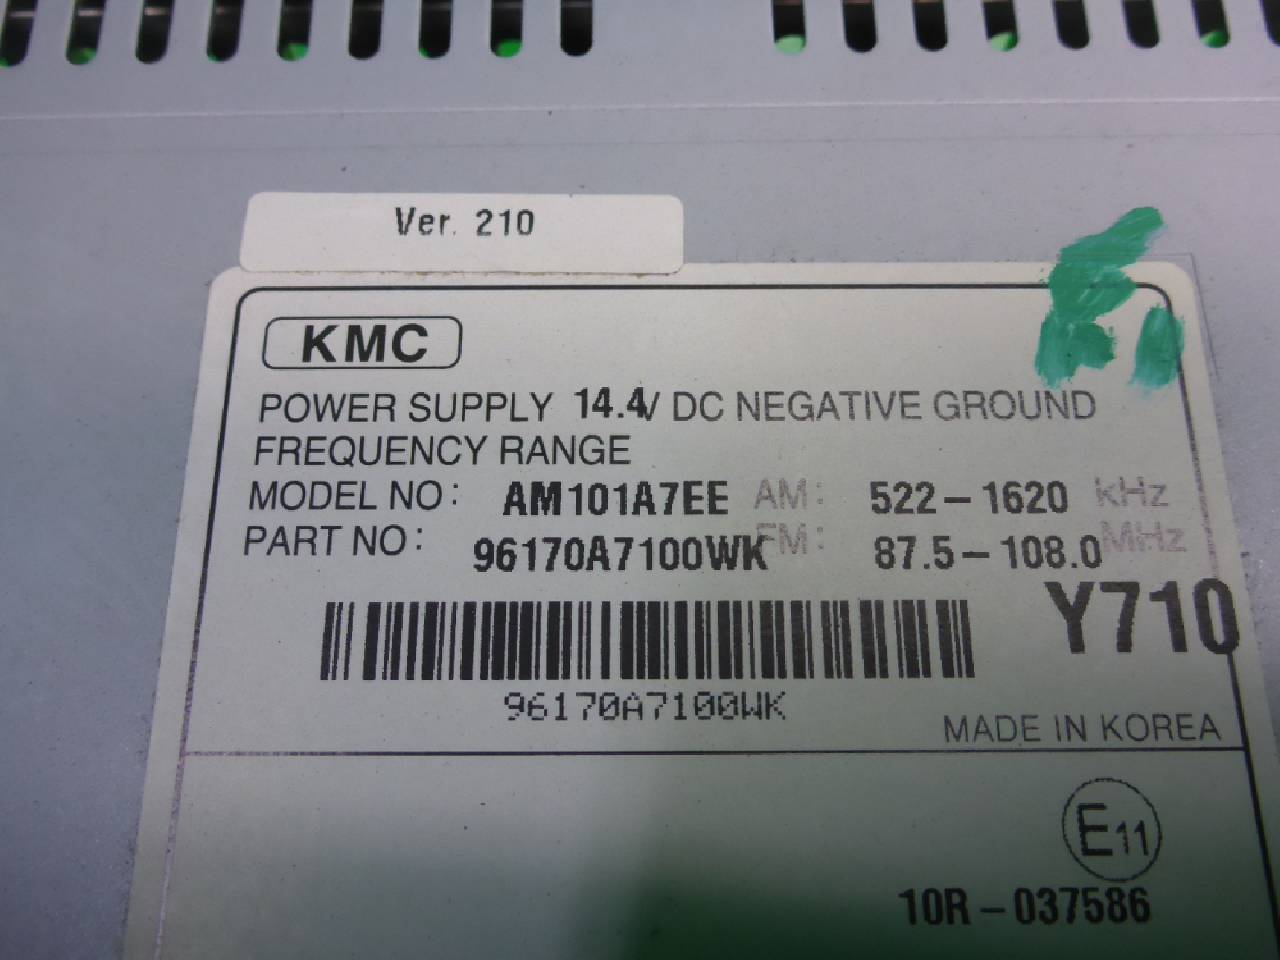 Ver. 210
KMC
POWER SUPPLY 14.4V DC NEGATIVE GROUND
FREQUENCY RANGE
MODEL NO: AM101A7EE AM: 522-1620 kHz
PART NO: 96170A7100WK FM: 87.5-108.0 MHz
Y710
96170A7100WK
MADE IN KOREA
E11
10R-037586